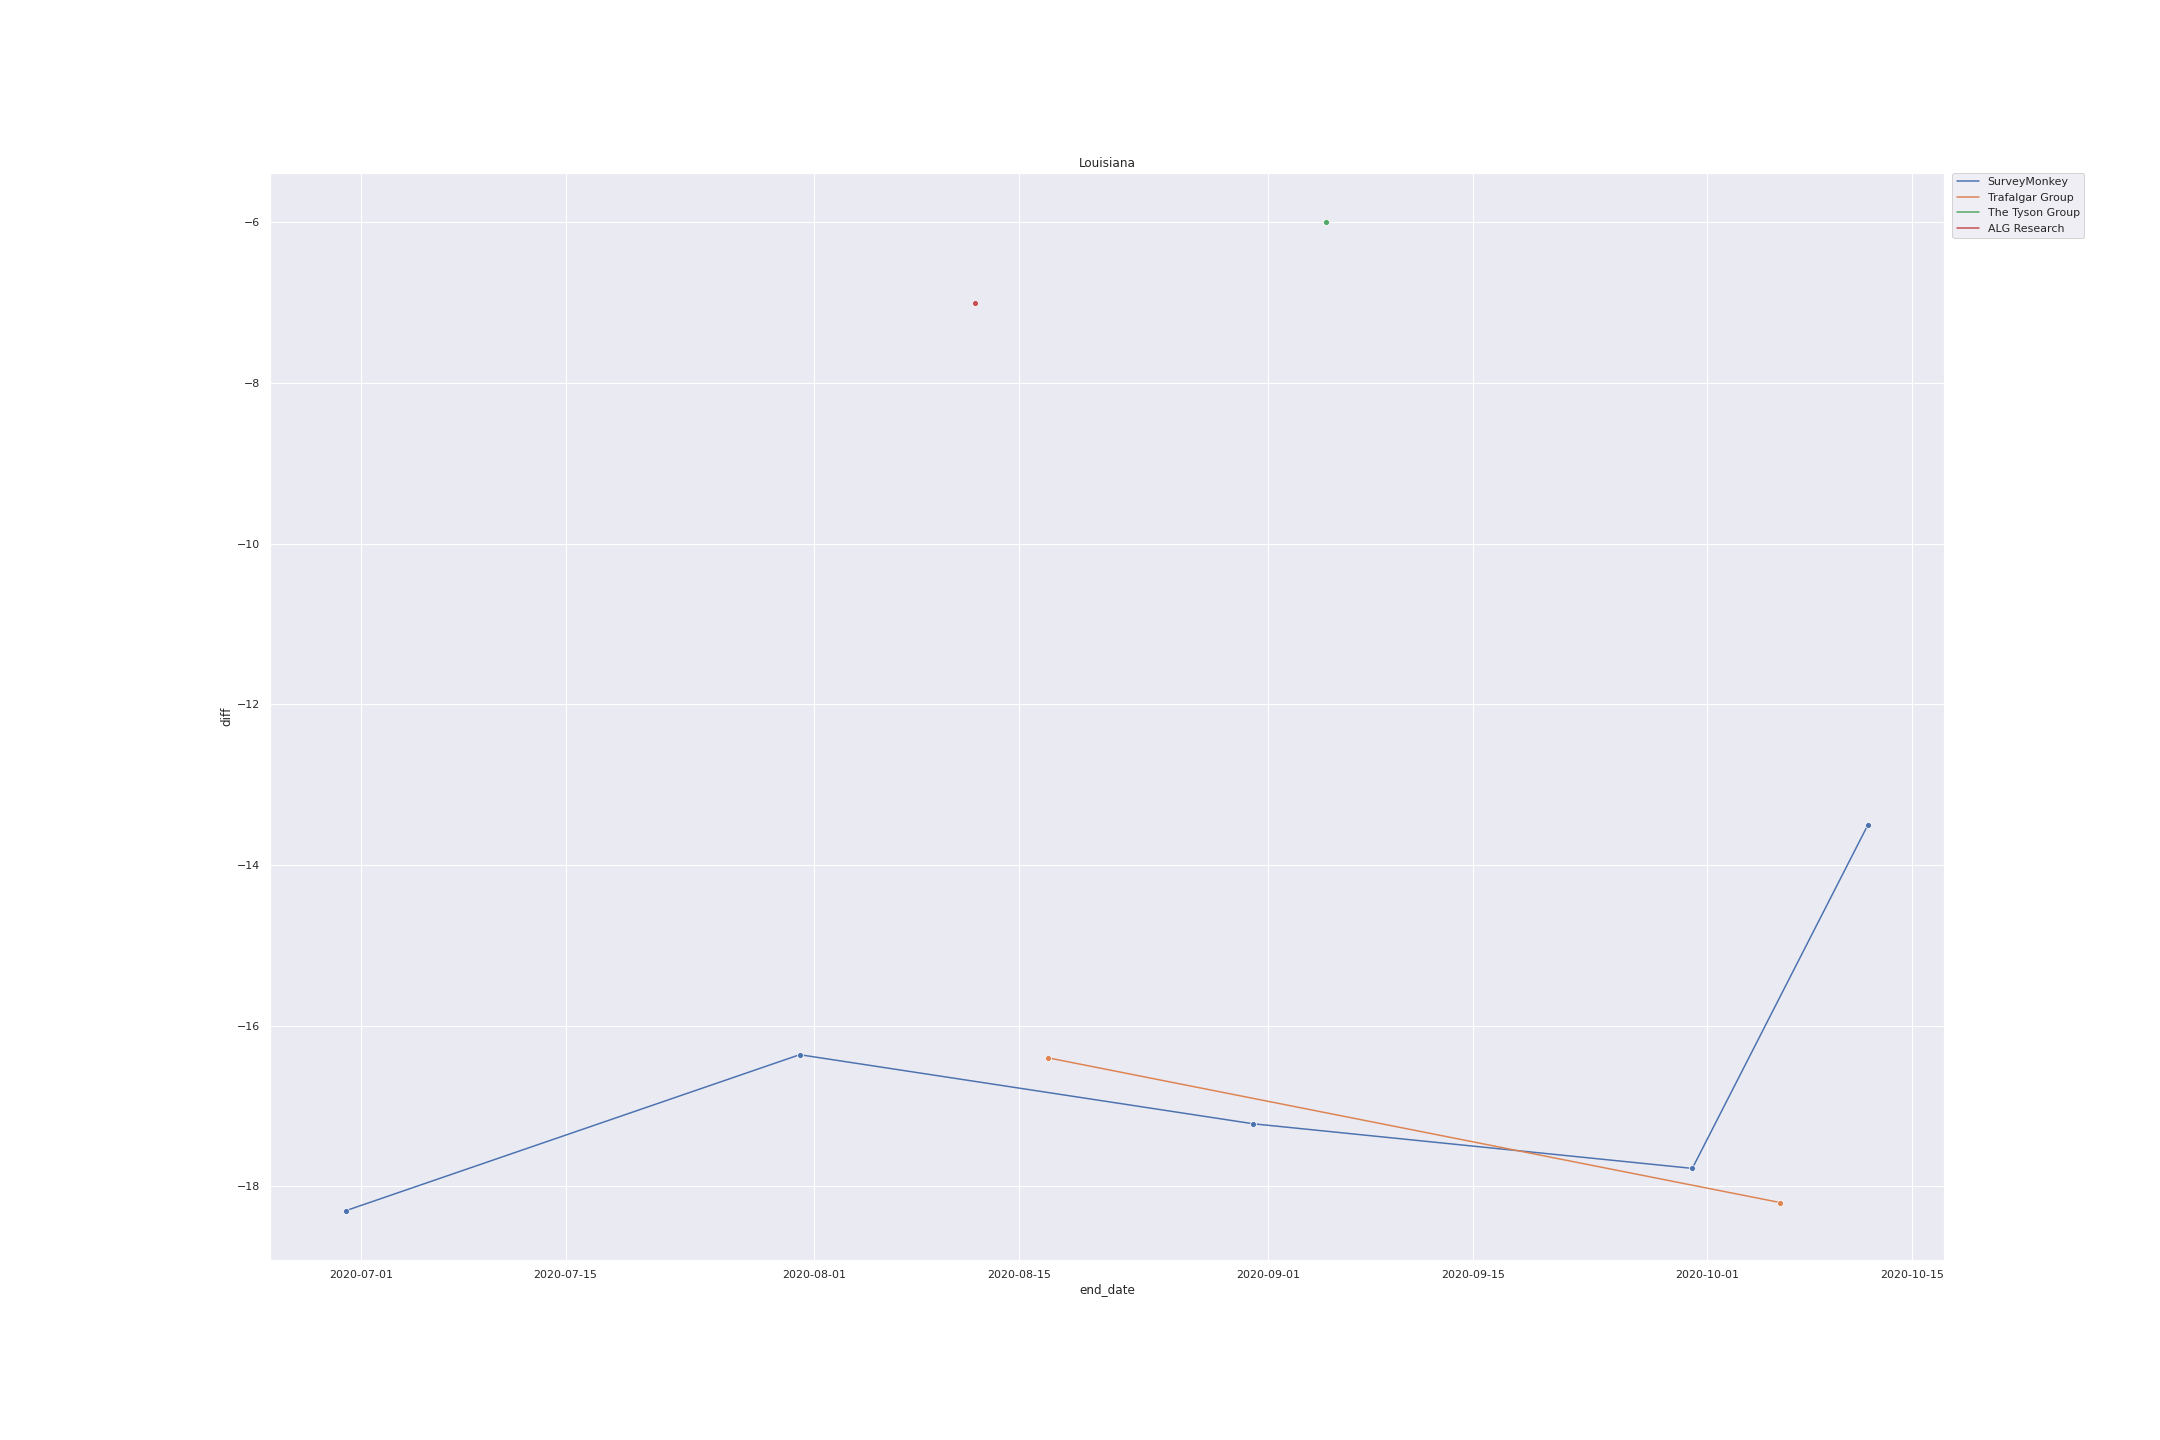 Louisiana
SurveyMonkey
Trafalgar Group
The Tyson Group
ALG Research
−6
−8
−10
−12
−14
−16
−18
diff
2020-07-01 2020-07-15 2020-08-01 2020-08-15 2020-09-01 2020-09-15 2020-10-01 2020-10-15
end_date